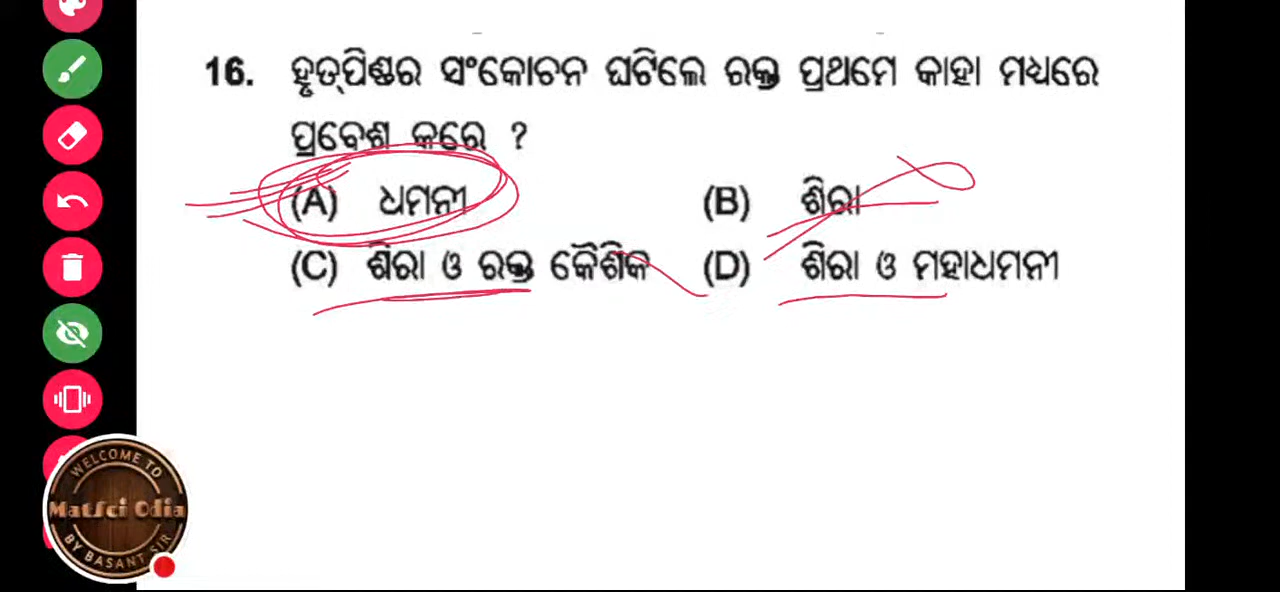 16. ହୃତ୍‌ପିଣ୍ଡର ସଂକୋଚନ ଘଟିଲେ ରକ୍ତ ପ୍ରଥମେ କାହା ମଧ୍ୟରେ
ପ୍ରବେଶ କରେ ?
(A) ଧମନୀ (B) ଶିରା
(C) ଶିରା ଓ ରକ୍ତ କୈଶିକ (D) ଶିରା ଓ ମହାଧମନୀ
WELCOME TO
MatSci Odia
BY BASANT SIR